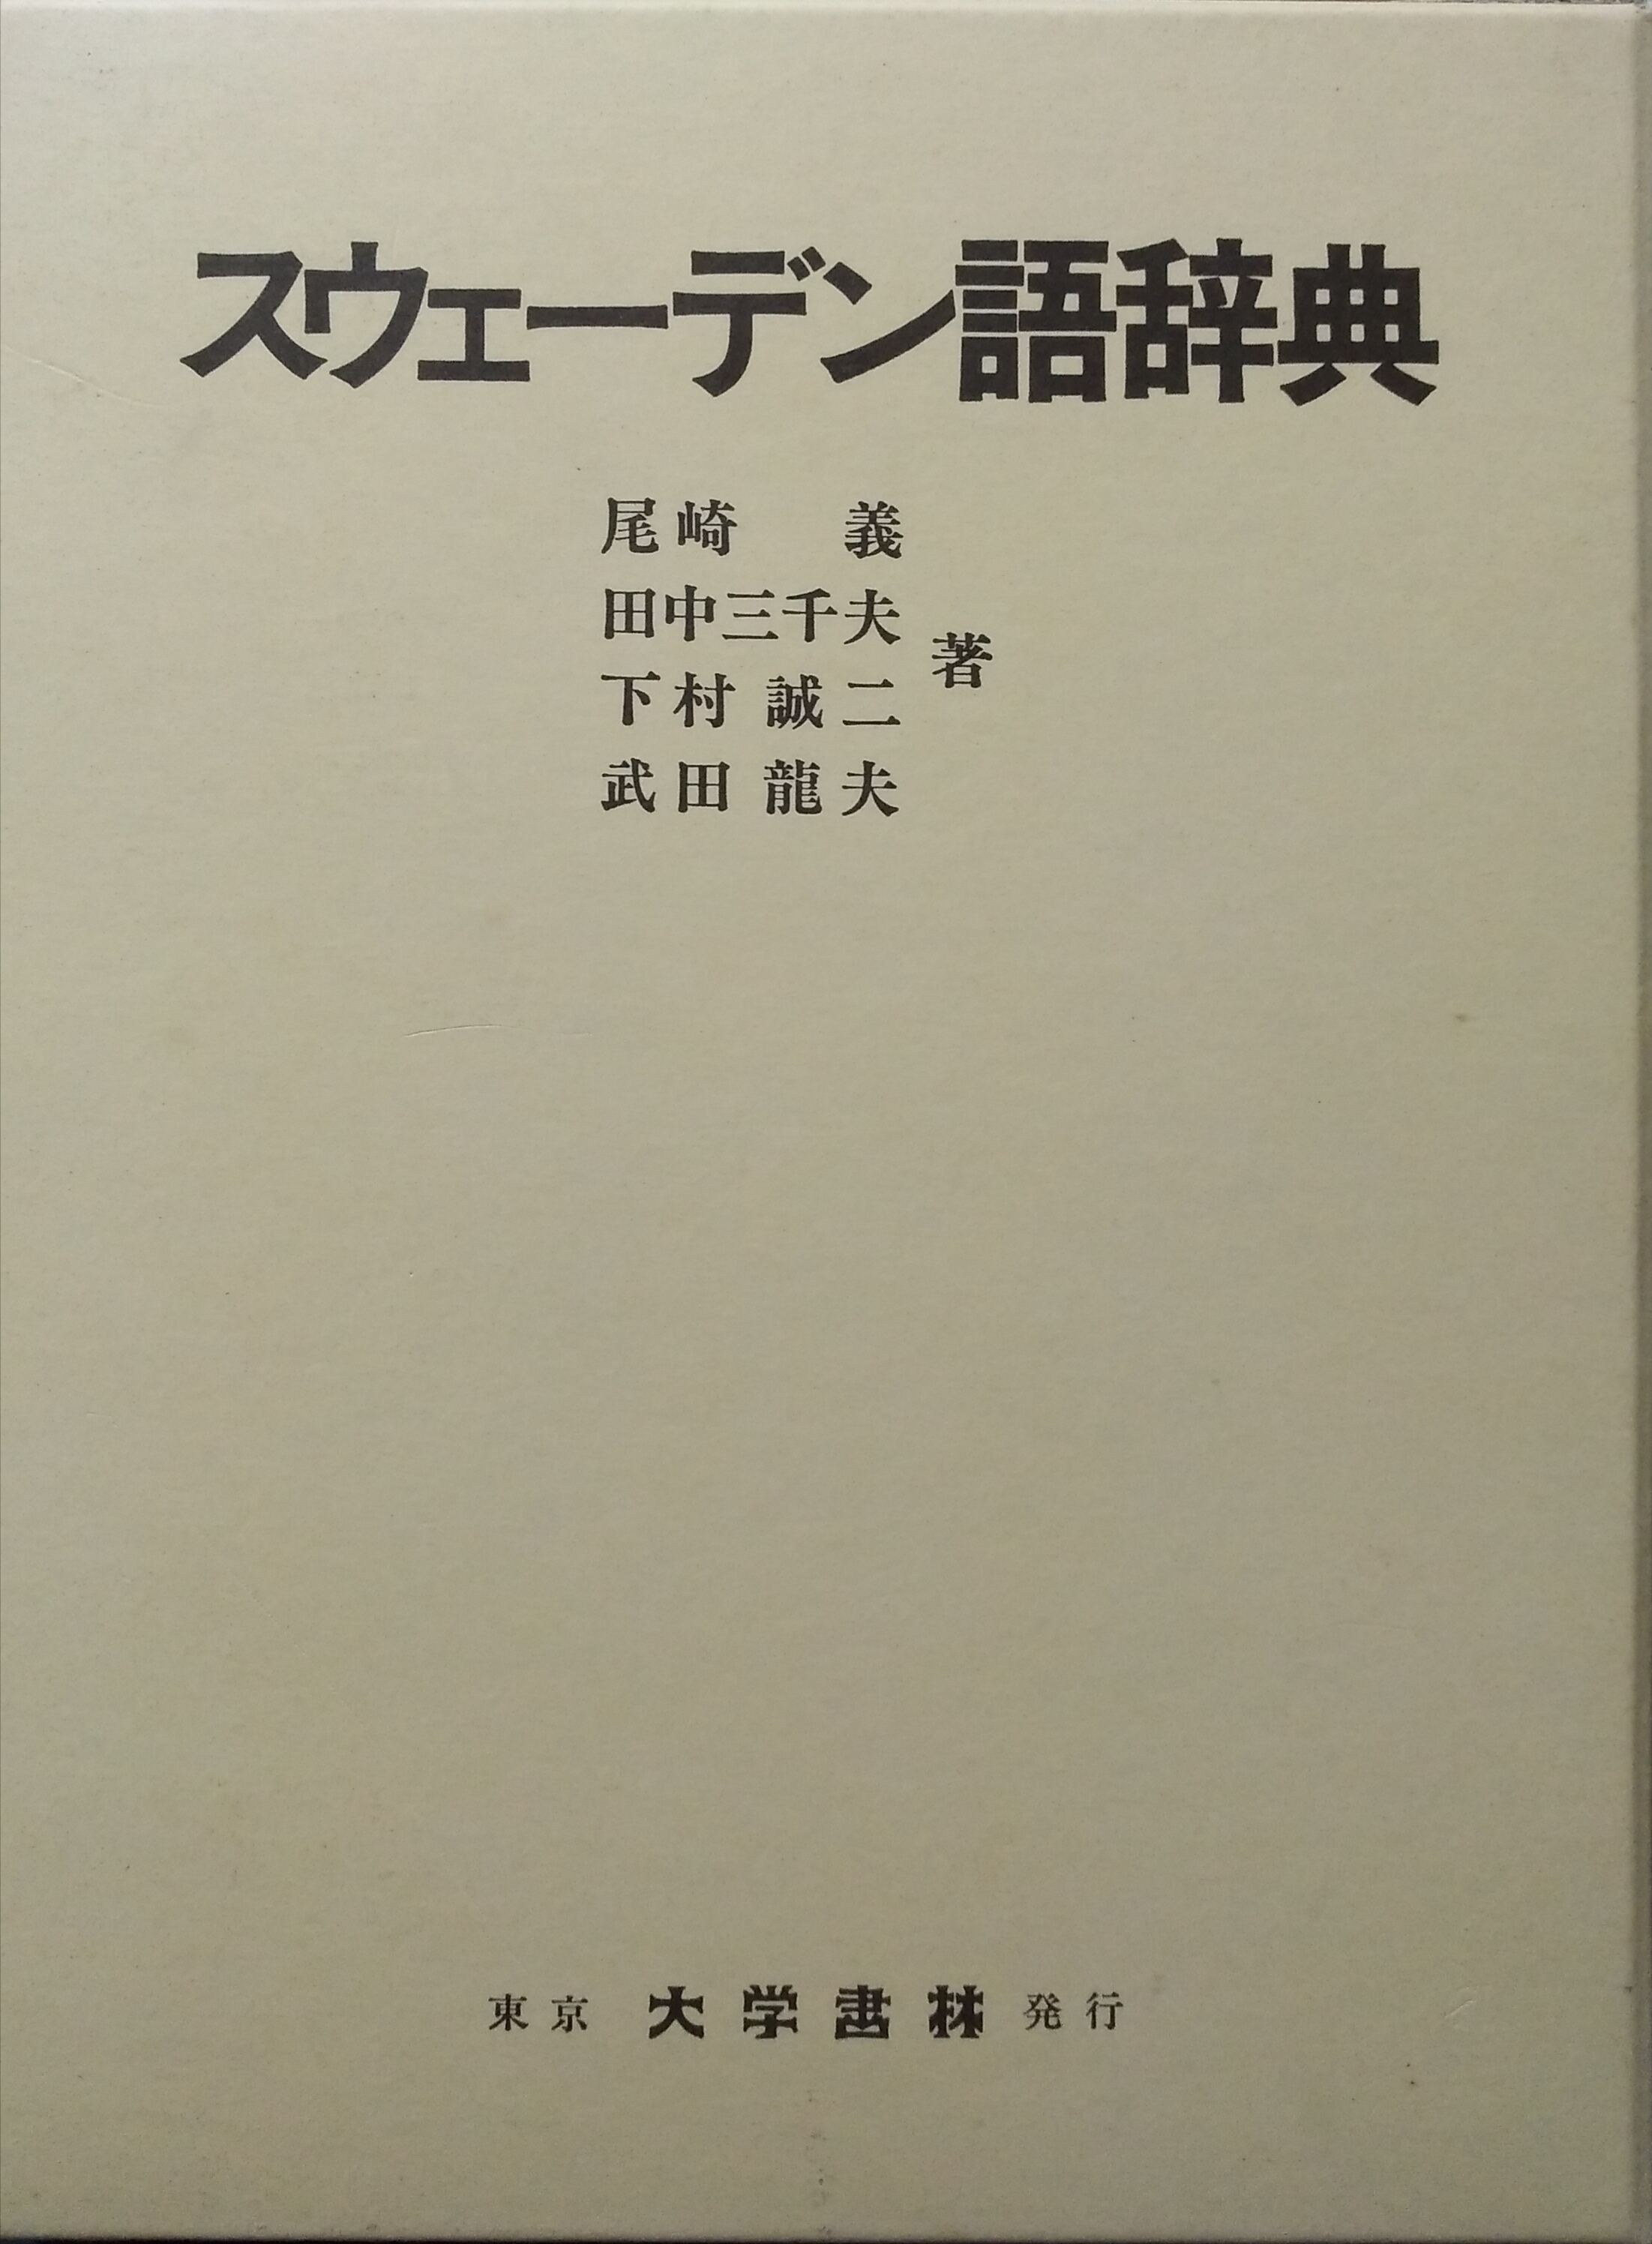 スウェーデン語辞典
尾崎 義
田中三千夫
下村 誠二
武田 龍夫
著
東京 大学書林 発行